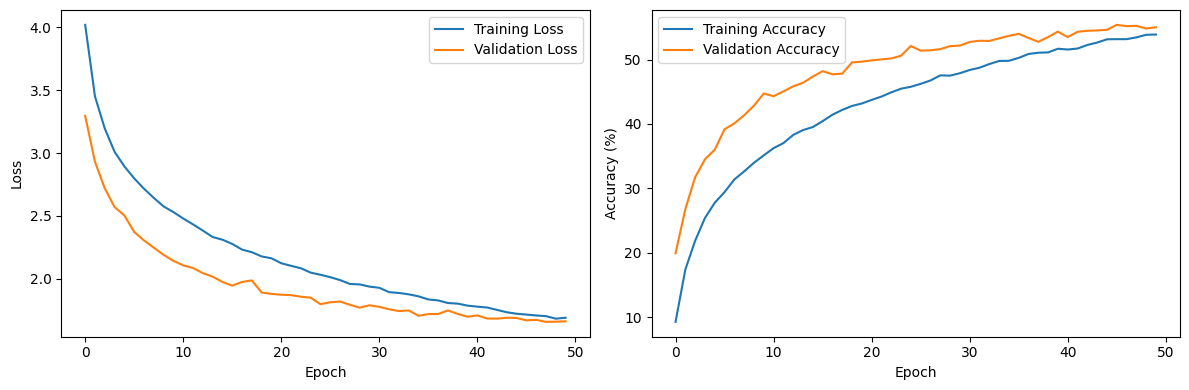 Training Loss
Validation Loss
4.0
3.5
3.0
2.5
2.0
Loss
0 10 20 30 40 50
Epoch
Training Accuracy
Validation Accuracy
50
40
30
20
10
Accuracy (%)
0 10 20 30 40 50
Epoch